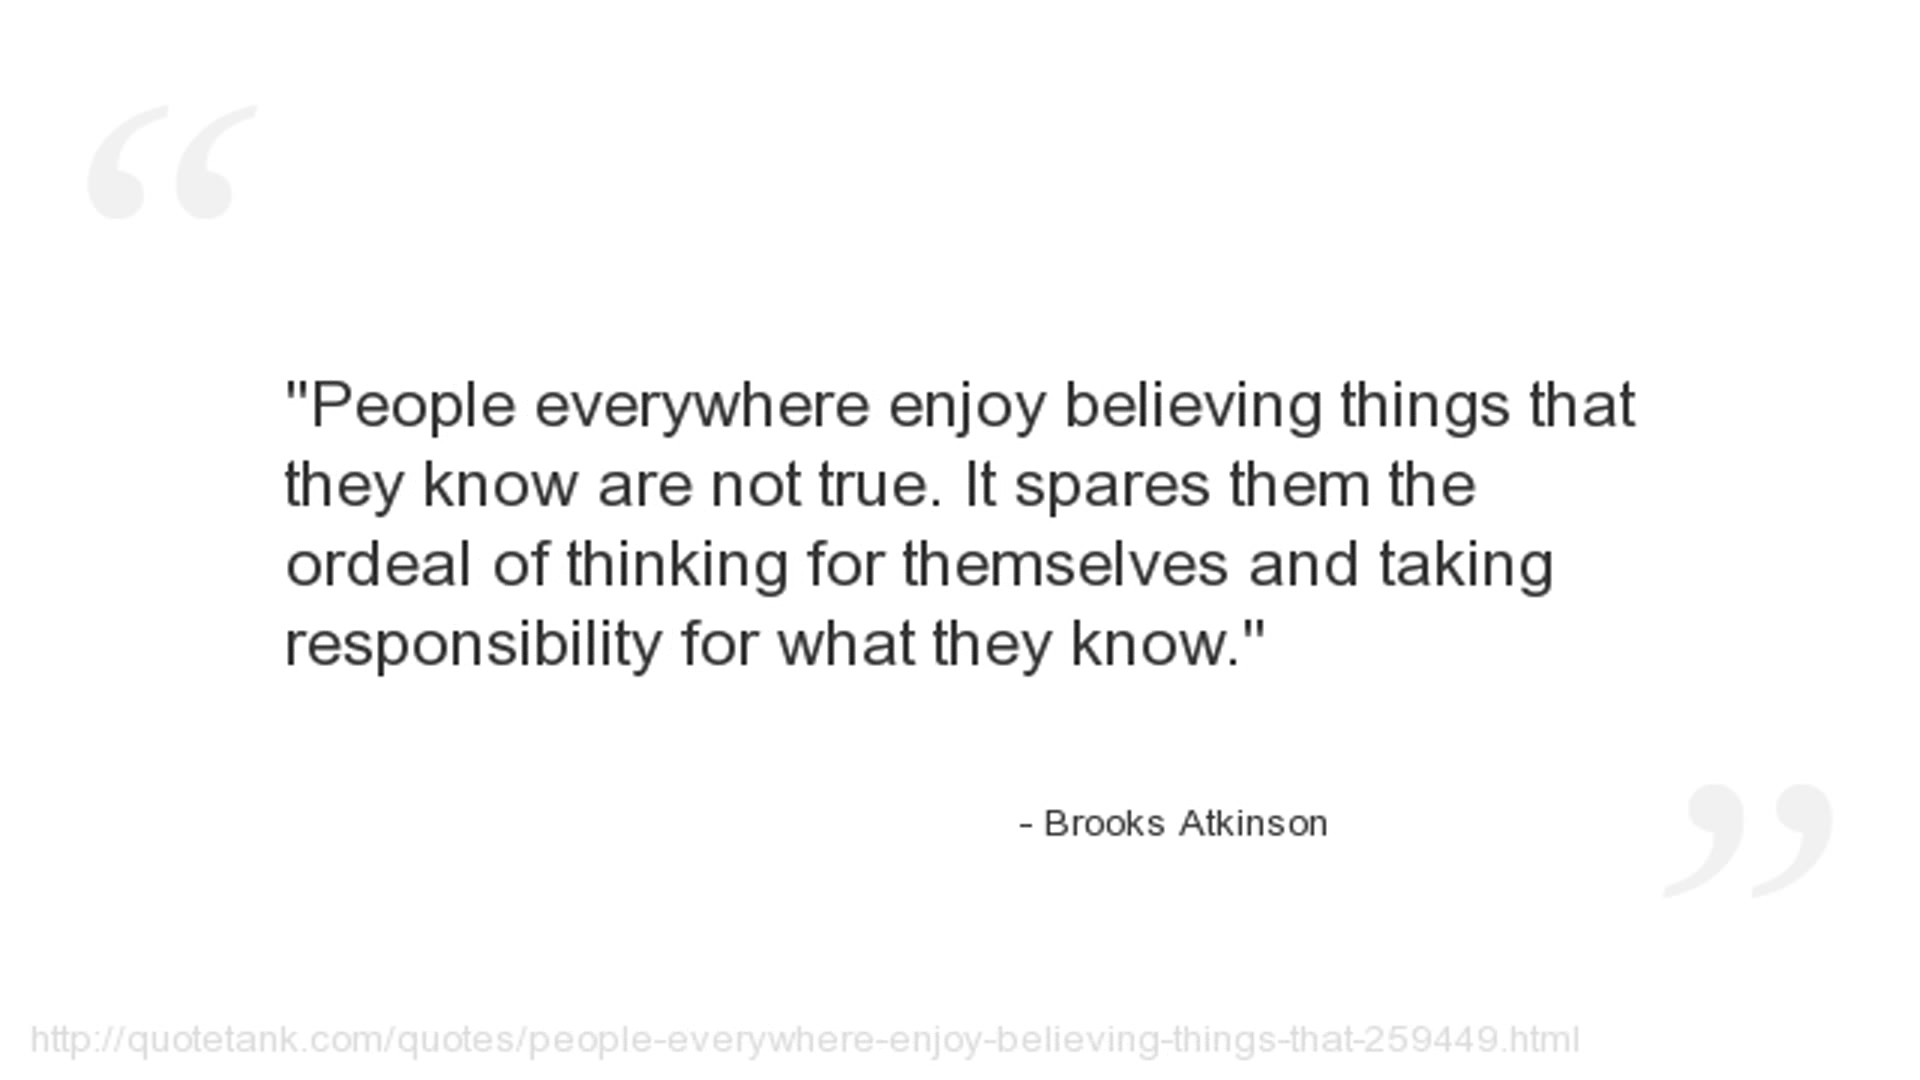 "People everywhere enjoy believing things that
they know are not true. It spares them the
ordeal of thinking for themselves and taking
responsibility for what they know."
- Brooks Atkinson
http://quotetank.com/quotes/people-everywhere-enjoy-believing-things-that-259449.html